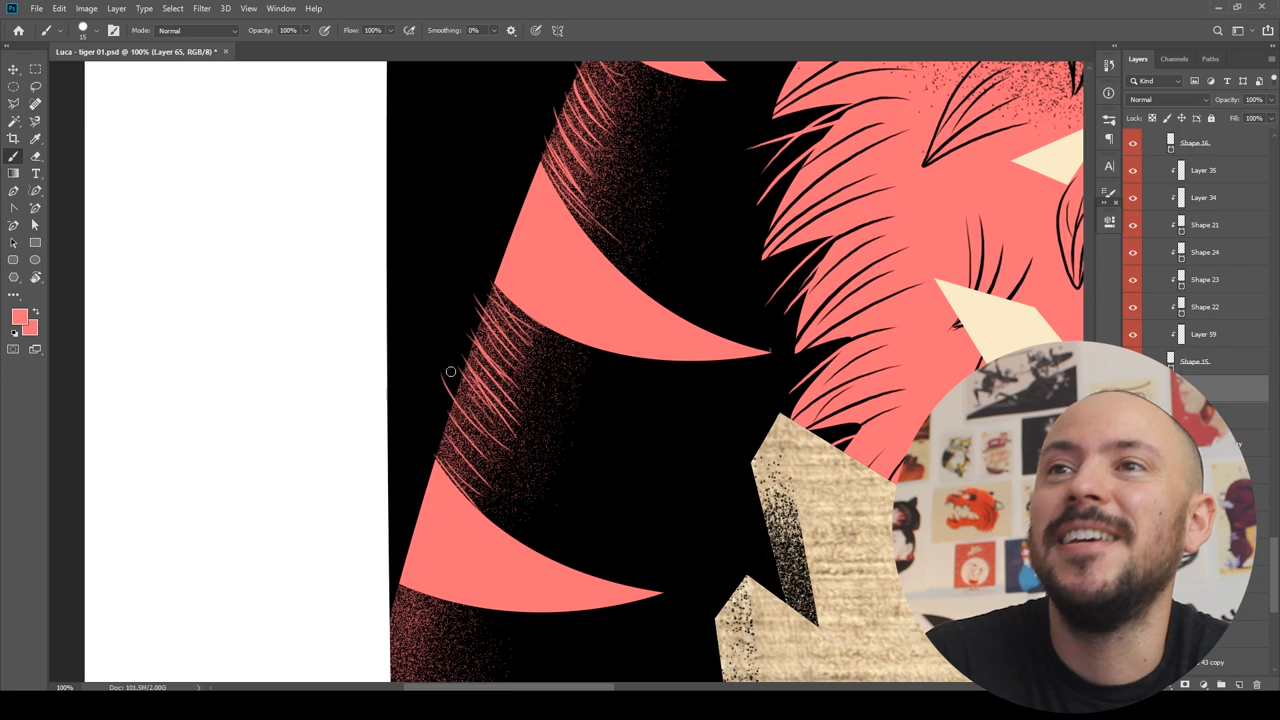 Ps File Edit Image Layer Type Select Filter 3D View Window Help
15 Mode: Normal Opacity: 100% Flow: 100% Smoothing: 0%
Luca - tiger 01.psd @ 100% (Layer 65, RGB/8) * ×
Layers Channels Paths
Kind
Normal Opacity: 100%
Lock: Fill: 100%
Shape 16
Layer 35
Layer 34
Shape 21
Shape 24
Shape 23
Shape 22
Layer 59
Shape 15
43 copy
100% Doc: 101.5M/2.00G